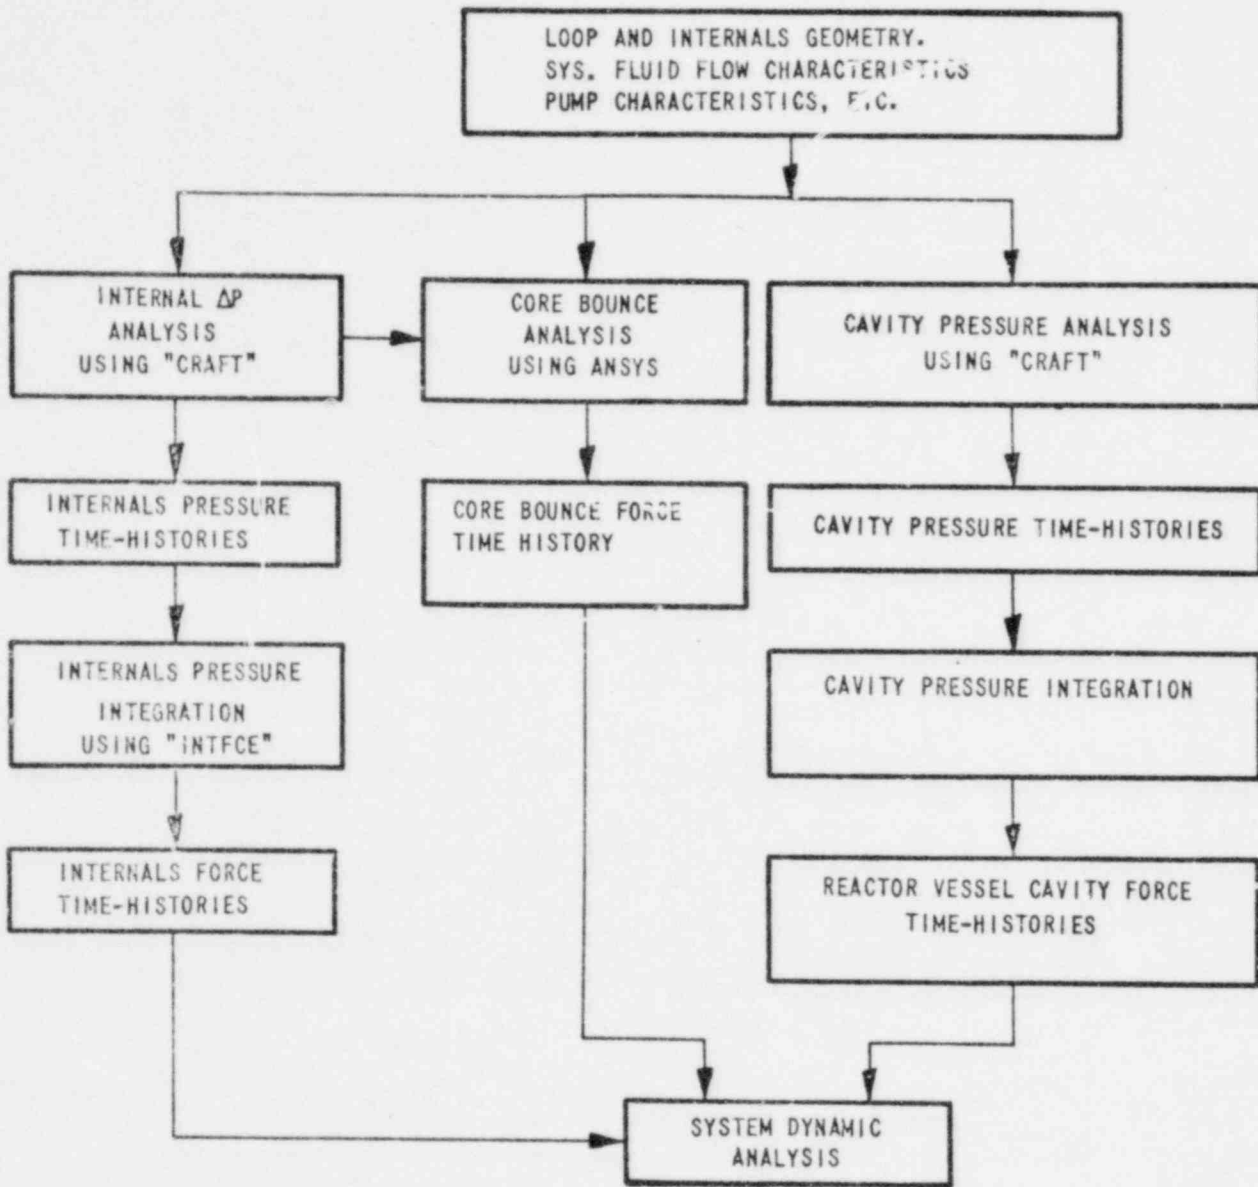 LOOP AND INTERNALS GEOMETRY.
SYS. FLUID FLOW CHARACTERISTICS
PUMP CHARACTERISTICS, E.C.
INTERNAL ΔP
ANALYSIS
USING "CRAFT"
CORE BOUNCE
ANALYSIS
USING ANSYS
CAVITY PRESSURE ANALYSIS
USING "CRAFT"
INTERNALS PRESSURE
TIME-HISTORIES
CORE BOUNCE FORCE
TIME HISTORY
CAVITY PRESSURE TIME-HISTORIES
INTERNALS PRESSURE
INTEGRATION
USING "INTFCE"
CAVITY PRESSURE INTEGRATION
INTERNALS FORCE
TIME-HISTORIES
REACTOR VESSEL CAVITY FORCE
TIME-HISTORIES
SYSTEM DYNAMIC
ANALYSIS